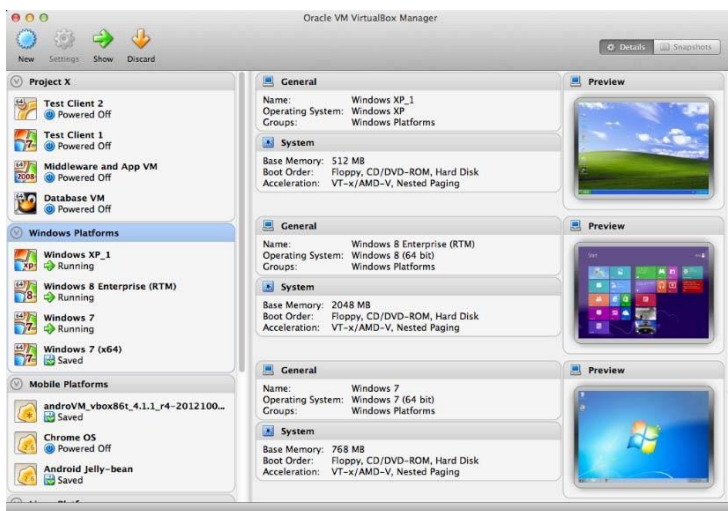 Oracle VM VirtualBox Manager
New Settings Show Discard
Details Snapshots
Project X
Test Client 2
Powered Off
Test Client 1
Powered Off
Middleware and App VM
Powered Off
Database VM
Powered Off
Windows Platforms
Windows XP_1
Running
Windows 8 Enterprise (RTM)
Running
Windows 7
Running
Windows 7 (x64)
Saved
Mobile Platforms
androVM_vbox86t_4.1.1_r4-2012100...
Saved
Chrome OS
Powered Off
Android Jelly-bean
Saved
General
Name: Windows XP_1
Operating System: Windows XP
Groups: Windows Platforms
System
Base Memory: 512 MB
Boot Order: Floppy, CD/DVD-ROM, Hard Disk
Acceleration: VT-x/AMD-V, Nested Paging
Preview
General
Name: Windows 8 Enterprise (RTM)
Operating System: Windows 8 (64 bit)
Groups: Windows Platforms
System
Base Memory: 2048 MB
Boot Order: Floppy, CD/DVD-ROM, Hard Disk
Acceleration: VT-x/AMD-V, Nested Paging
Preview
General
Name: Windows 7
Operating System: Windows 7 (64 bit)
Groups: Windows Platforms
System
Base Memory: 768 MB
Boot Order: Floppy, CD/DVD-ROM, Hard Disk
Acceleration: VT-x/AMD-V, Nested Paging
Preview